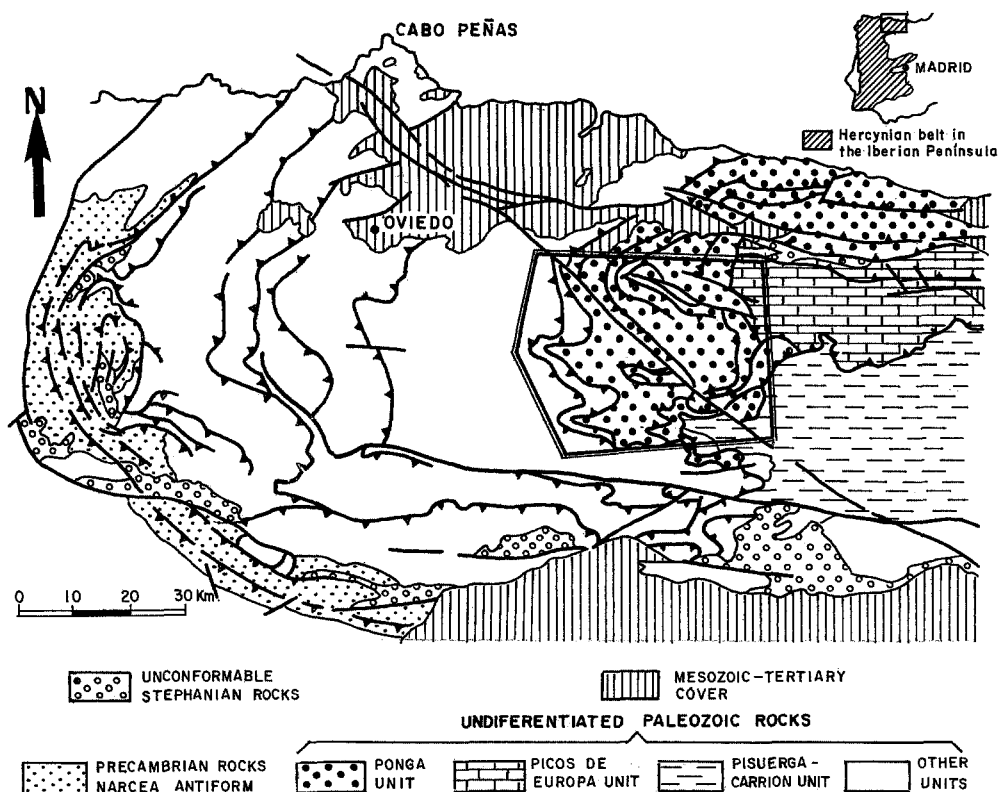 CABO PEÑAS
MADRID
N
Hercynian belt in
the Iberian Península
OVIEDO
0 10 20 30 Km.
UNCONFORMABLE
STEPHANIAN ROCKS
MESOZOIC-TERTIARY
COVER
UNDIFERENTIATED PALEOZOIC ROCKS
PRECAMBRIAN ROCKS
NARCEA ANTIFORM
PONGA
UNIT
PICOS DE
EUROPA UNIT
PISUERGA-
CARRION UNIT
OTHER
UNITS